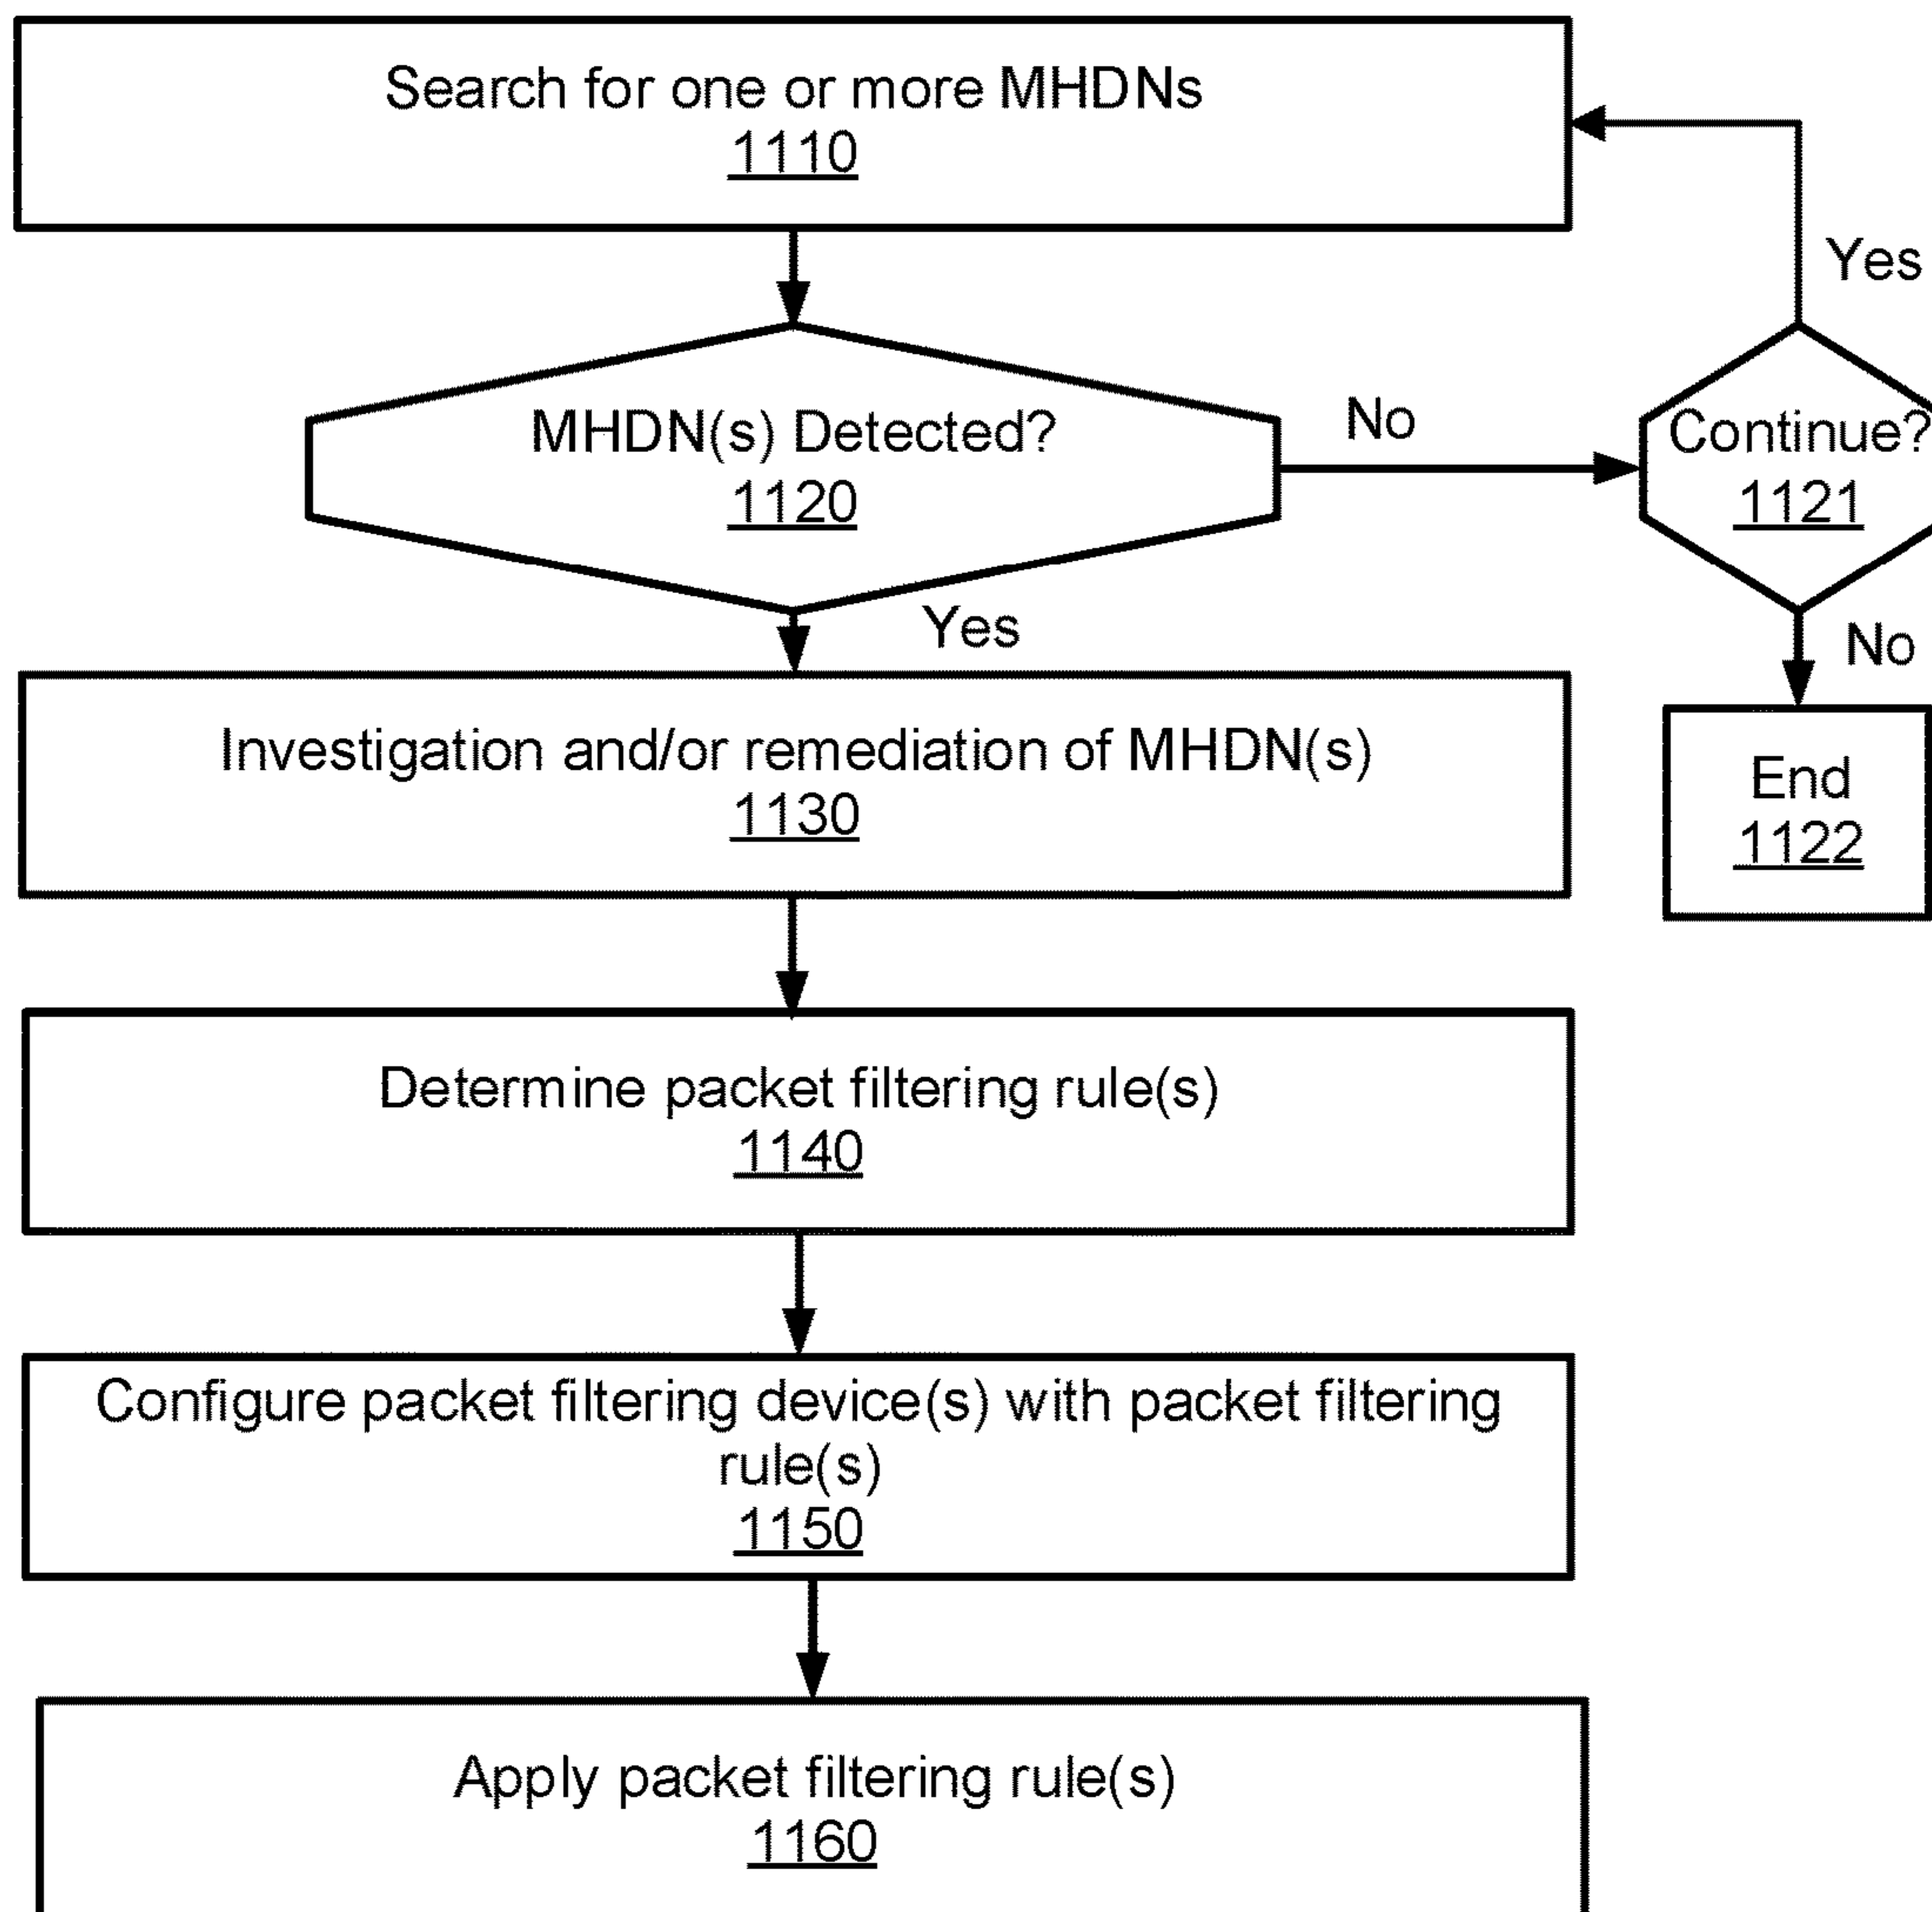 Search for one or more MHDNs
1110
Yes
MHDN(s) Detected?
1120
No
Continue?
1121
Yes
No
Investigation and/or remediation of MHDN(s)
1130
End
1122
Determine packet filtering rule(s)
1140
Configure packet filtering device(s) with packet filtering
rule(s)
1150
Apply packet filtering rule(s)
1160